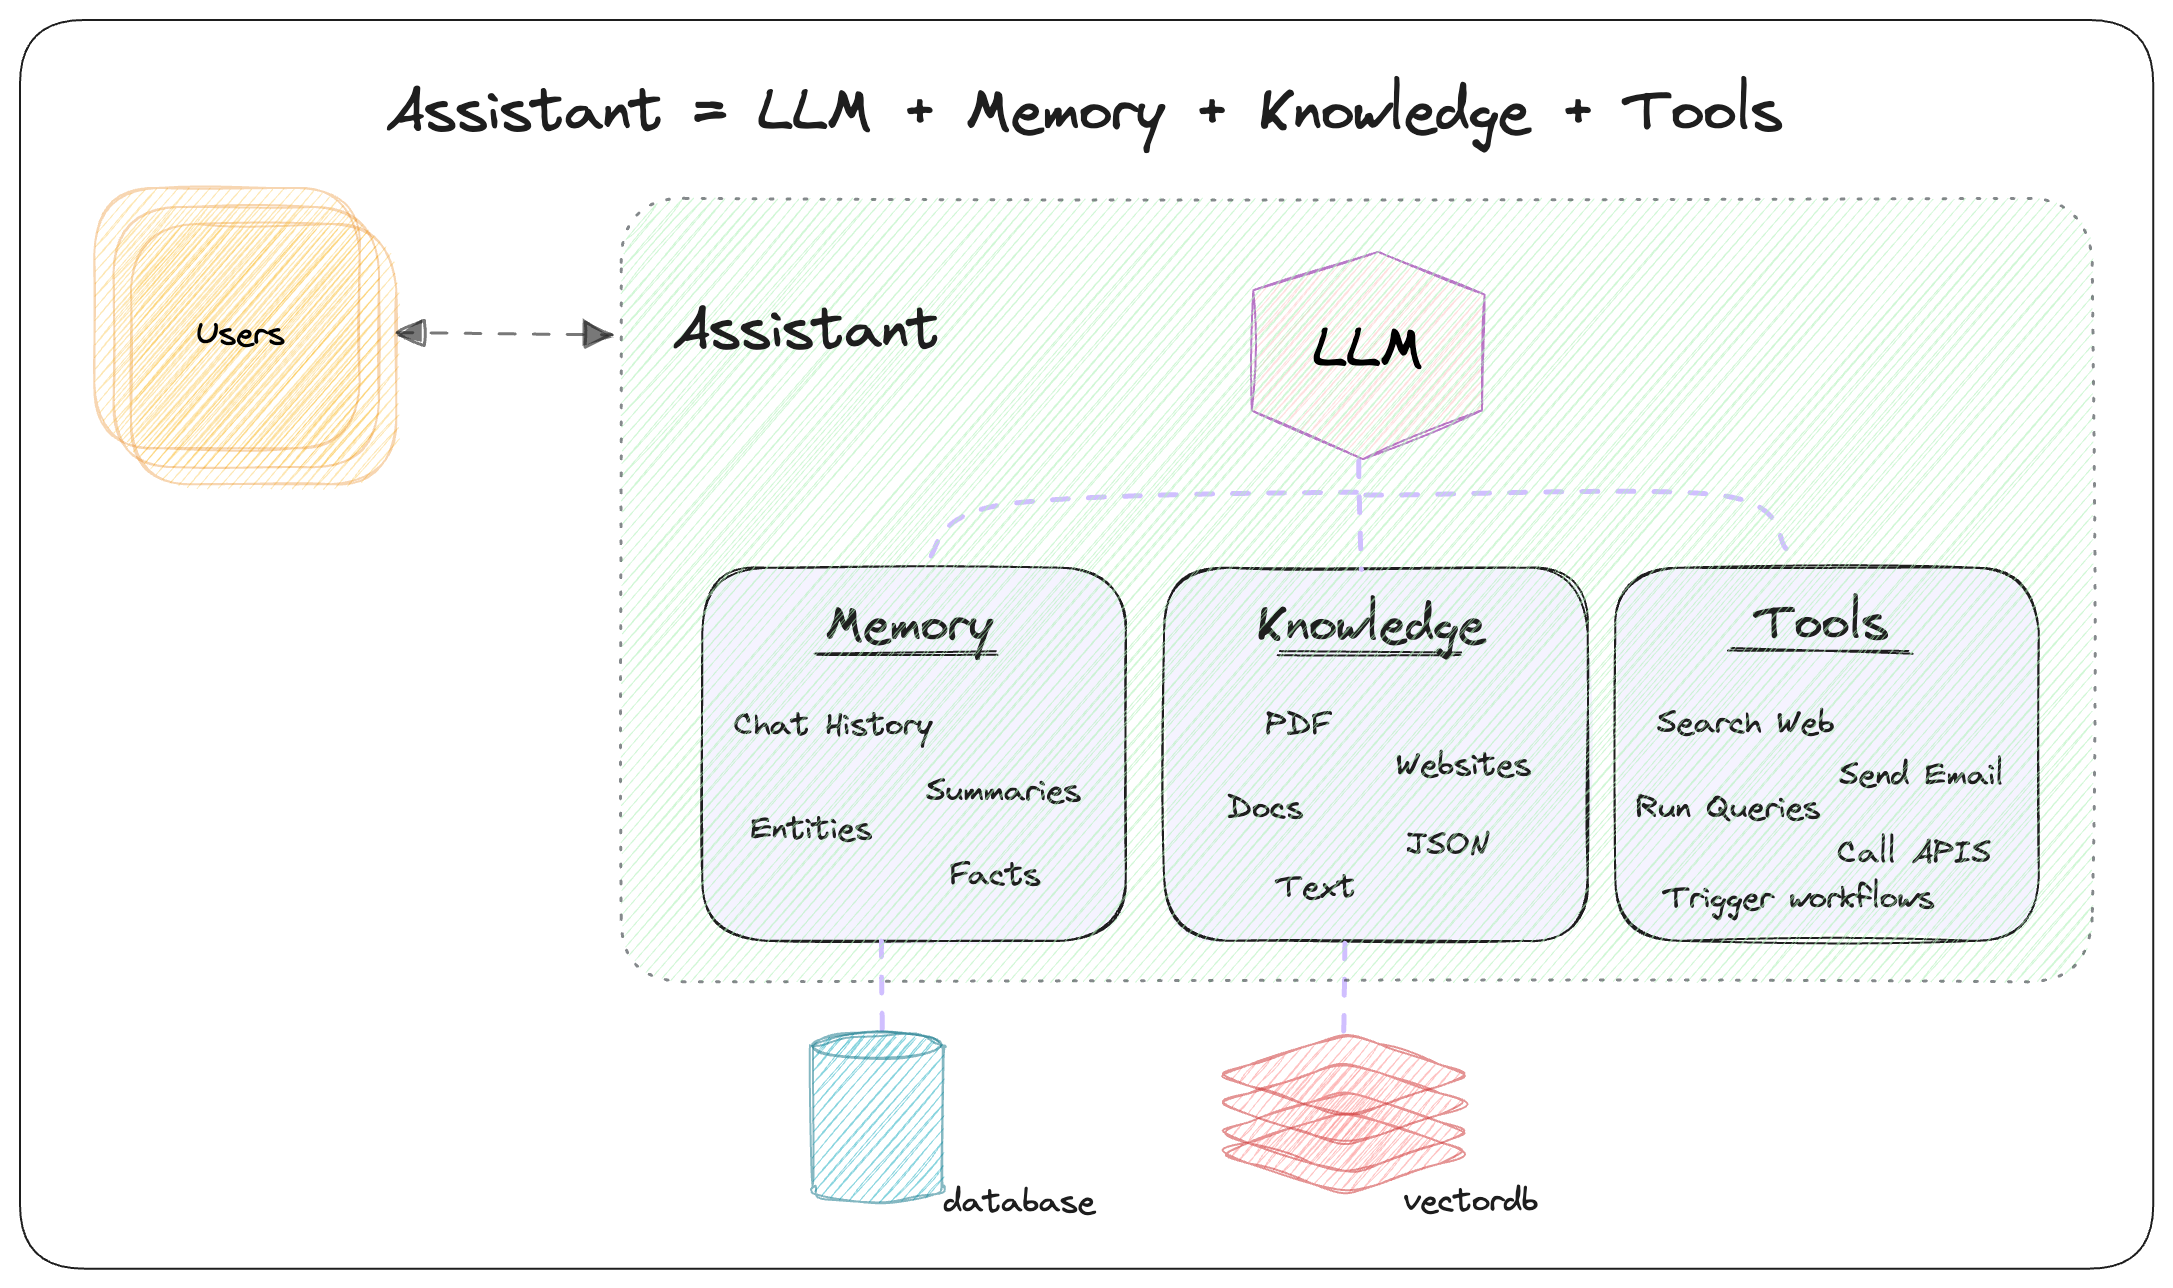 Assistant = LLM + Memory + Knowledge + Tools
Users
Assistant
LLM
Memory
Chat History
Summaries
Entities
Facts
Knowledge
PDF
Websites
Docs
JSON
Text
Tools
Search Web
Send Email
Run Queries
Call APIS
Trigger workflows
database
vectordb